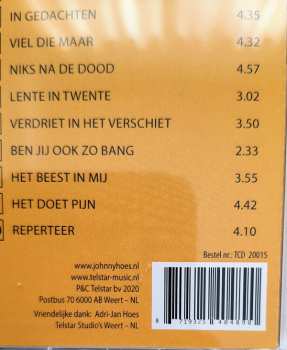 IN GEDACHTEN 4.35
VIEL DIE MAAR 4.32
NIKS NA DE DOOD 4.57
LENTE IN TWENTE 3.02
VERDRIET IN HET VERSCHIET 3.50
BEN JIJ OOK ZO BANG 2.33
HET BEEST IN MIJ 3.55
HET DOET PIJN 4.42
REPERTEER 4.10
Bestel nr.: TCD 20015
www.johnnyhoes.nl
www.telstar-music.nl
P&C Telstar bv 2020
Postbus 70 6000 AB Weert – NL
Vriendelijke dank: Adri-Jan Hoes
Telstar Studio's Weert – NL